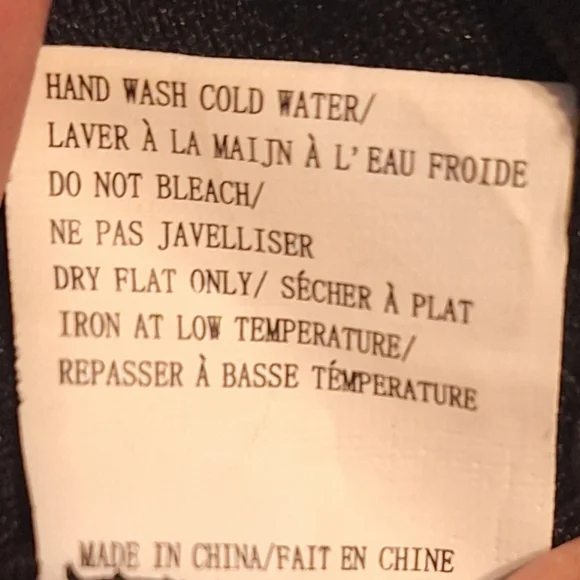 HAND WASH COLD WATER/
LAVER À LA MAIJN À L'EAU FROIDE
DO NOT BLEACH/
NE PAS JAVELLISER
DRY FLAT ONLY/ SÉCHER À PLAT
IRON AT LOW TEMPERATURE/
REPASSER À BASSE TÉMPERATURE
MADE IN CHINA/FAIT EN CHINE